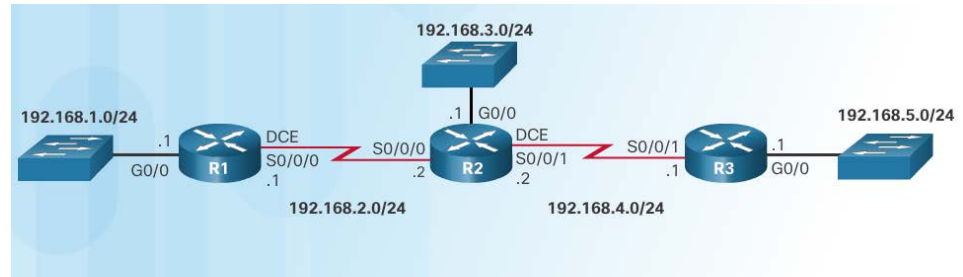 192.168.3.0/24
192.168.1.0/24
.1
G0/0
R1
DCE
S0/0/0
.1
192.168.2.0/24
S0/0/0
.2
.1
G0/0
R2
DCE
S0/0/1
.2
192.168.4.0/24
S0/0/1
.1
R3
.1
G0/0
192.168.5.0/24